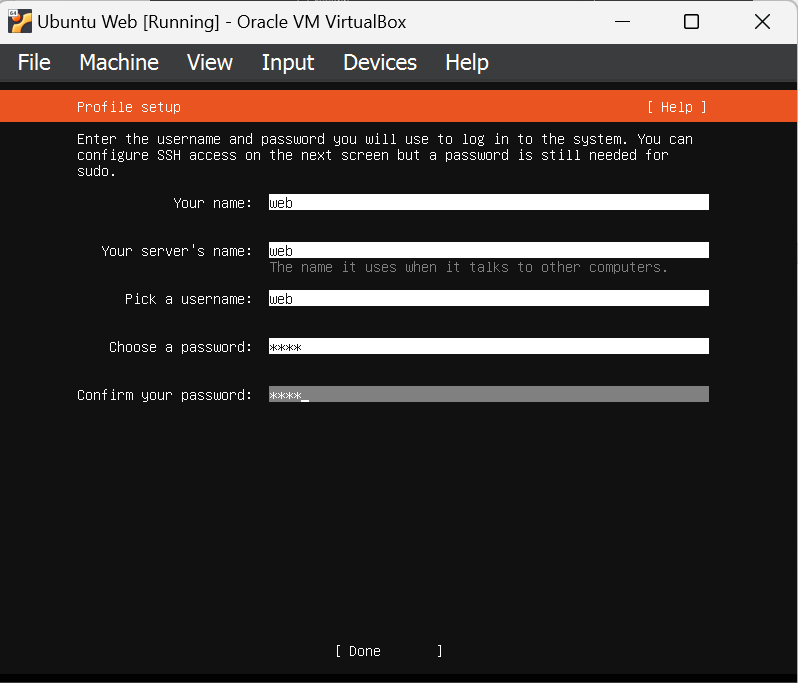 64
Ubuntu Web [Running] - Oracle VM VirtualBox
File Machine View Input Devices Help
Profile setup [ Help ]
Enter the username and password you will use to log in to the system. You can
configure SSH access on the next screen but a password is still needed for
sudo.
Your name: web
Your server's name: web
The name it uses when it talks to other computers.
Pick a username: web
Choose a password: ****
Confirm your password: ****_
[ Done ]